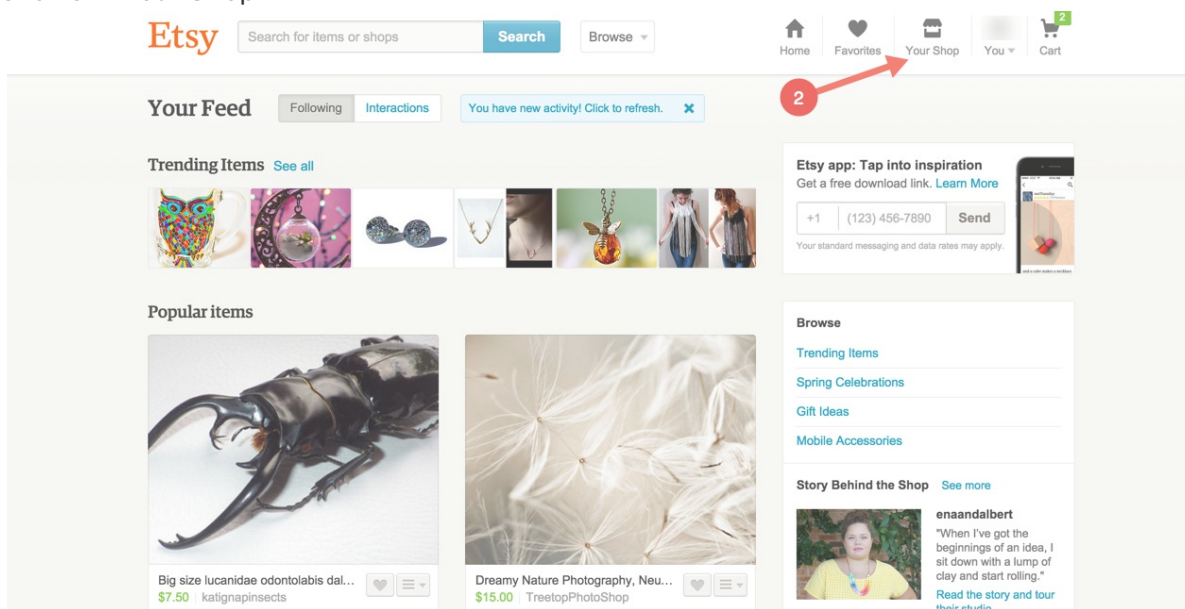 Etsy
Search for items or shops
Search
Browse
Home
Favorites
Your Shop
You
2
Cart
2
Your Feed
Following
Interactions
You have new activity! Click to refresh.
Trending Items See all
Etsy app: Tap into inspiration
Get a free download link. Learn More
+1
(123) 456-7890
Send
Your standard messaging and data rates may apply.
Popular items
Big size lucanidae odontolabis dal...
$7.50 katignapinsects
Dreamy Nature Photography, Neu...
$15.00 TreetopPhotoShop
Browse
Trending Items
Spring Celebrations
Gift Ideas
Mobile Accessories
Story Behind the Shop See more
enaandalbert
"When I've got the
beginnings of an idea, I
sit down with a lump of
clay and start rolling."
Read the story and tour
their studio